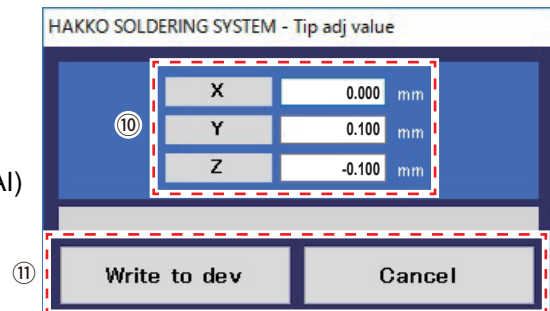 HAKKO SOLDERING SYSTEM - Tip adj value
⑩
X 0.000 mm
Y 0.100 mm
Z -0.100 mm
AI)
⑪
Write to dev Cancel